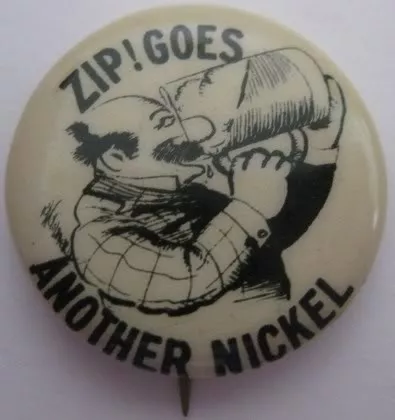 ZIP! GOES
ANOTHER NICKEL